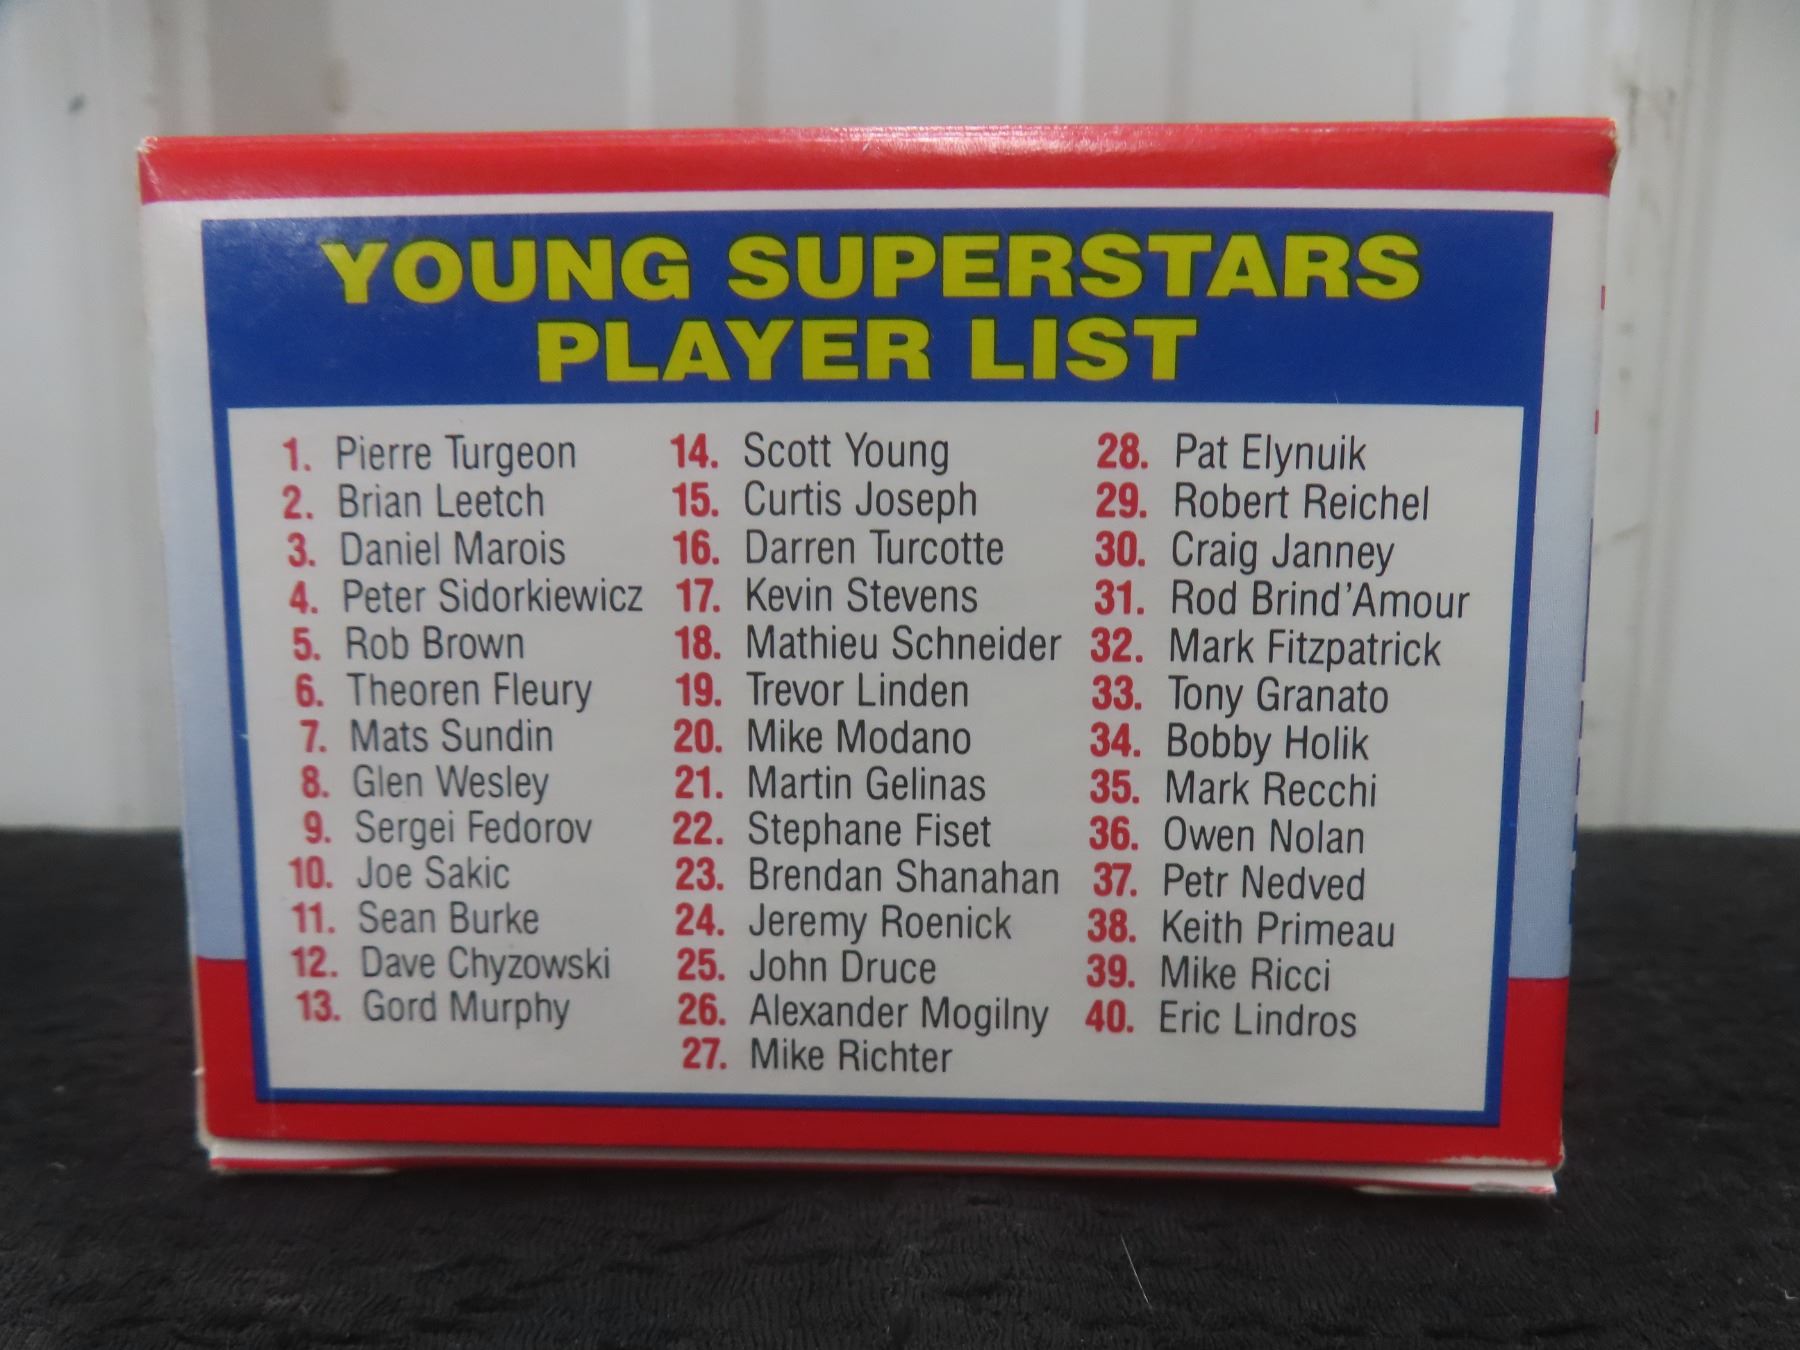 YOUNG SUPERSTARS
PLAYER LIST
1. Pierre Turgeon
2. Brian Leetch
3. Daniel Marois
4. Peter Sidorkiewicz
5. Rob Brown
6. Theoren Fleury
7. Mats Sundin
8. Glen Wesley
9. Sergei Fedorov
10. Joe Sakic
11. Sean Burke
12. Dave Chyzowski
13. Gord Murphy
14. Scott Young
15. Curtis Joseph
16. Darren Turcotte
17. Kevin Stevens
18. Mathieu Schneider
19. Trevor Linden
20. Mike Modano
21. Martin Gelinas
22. Stephane Fiset
23. Brendan Shanahan
24. Jeremy Roenick
25. John Druce
26. Alexander Mogilny
27. Mike Richter
28. Pat Elynuik
29. Robert Reichel
30. Craig Janney
31. Rod Brind'Amour
32. Mark Fitzpatrick
33. Tony Granato
34. Bobby Holik
35. Mark Recchi
36. Owen Nolan
37. Petr Nedved
38. Keith Primeau
39. Mike Ricci
40. Eric Lindros